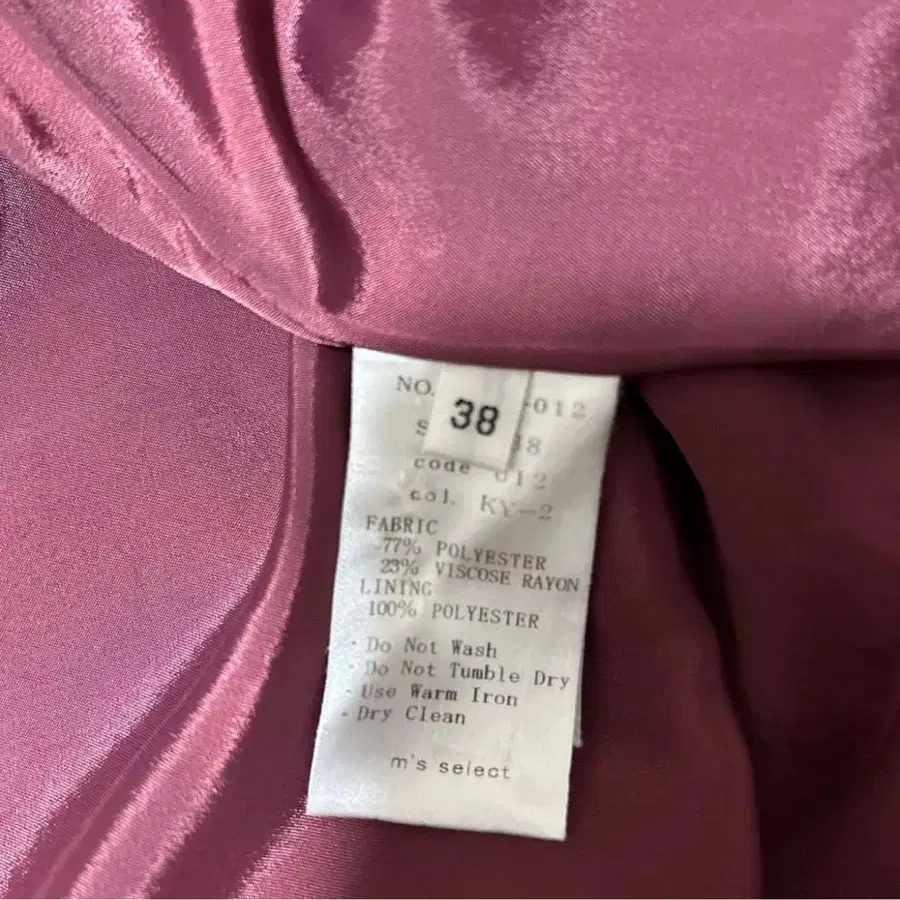 NO. -012
38
code 012
col. KY-2
FABRIC
77% POLYESTER
23% VISCOSE RAYON
LINING
100% POLYESTER
· Do Not Wash
· Do Not Tumble Dry
· Use Warm Iron
· Dry Clean
m's select